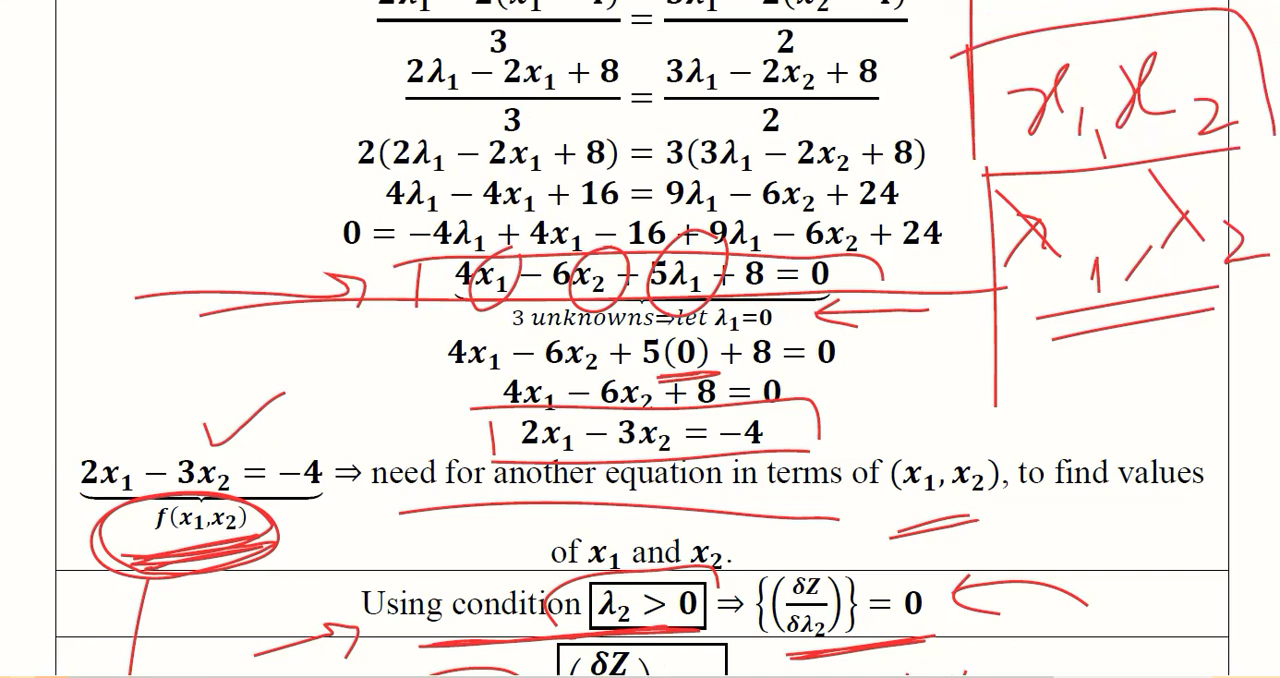 3 = 2
(2λ₁ − 2x₁ + 8)/3 = (3λ₁ − 2x₂ + 8)/2
2(2λ₁ − 2x₁ + 8) = 3(3λ₁ − 2x₂ + 8)
4λ₁ − 4x₁ + 16 = 9λ₁ − 6x₂ + 24
0 = −4λ₁ + 4x₁ − 16 + 9λ₁ − 6x₂ + 24
4x₁ − 6x₂ + 5λ₁ + 8 = 0
3 unknowns⇒let λ₁=0
4x₁ − 6x₂ + 5(0) + 8 = 0
4x₁ − 6x₂ + 8 = 0
2x₁ − 3x₂ = −4
2x₁ − 3x₂ = −4 ⇒ need for another equation in terms of (x₁, x₂), to find values
f(x₁,x₂)
of x₁ and x₂.
Using condition λ₂ > 0 ⇒ {(δZ/δλ₂)} = 0
(δZ)
x₁, x₂
λ₁, λ₂